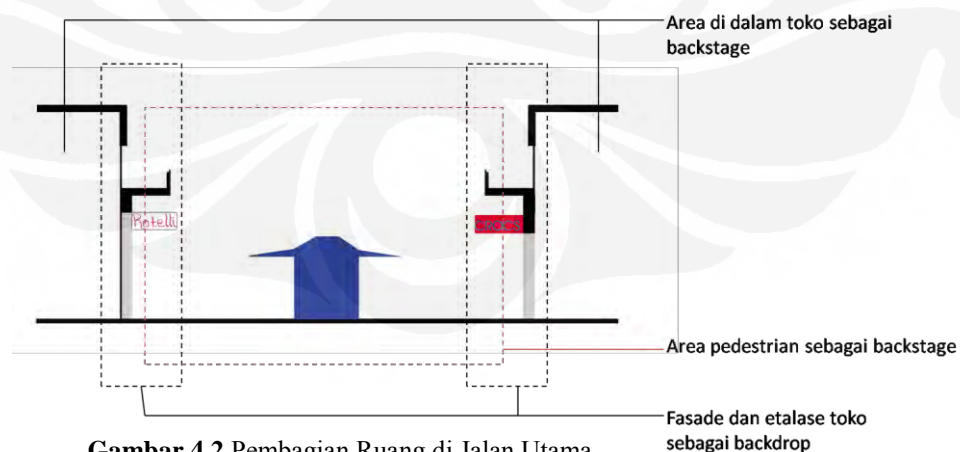 Area di dalam toko sebagai
backstage
Rotelli
Area pedestrian sebagai backstage
Fasade dan etalase toko
sebagai backdrop
Gambar 4.2 Pembagian Ruang di Jalan Utama